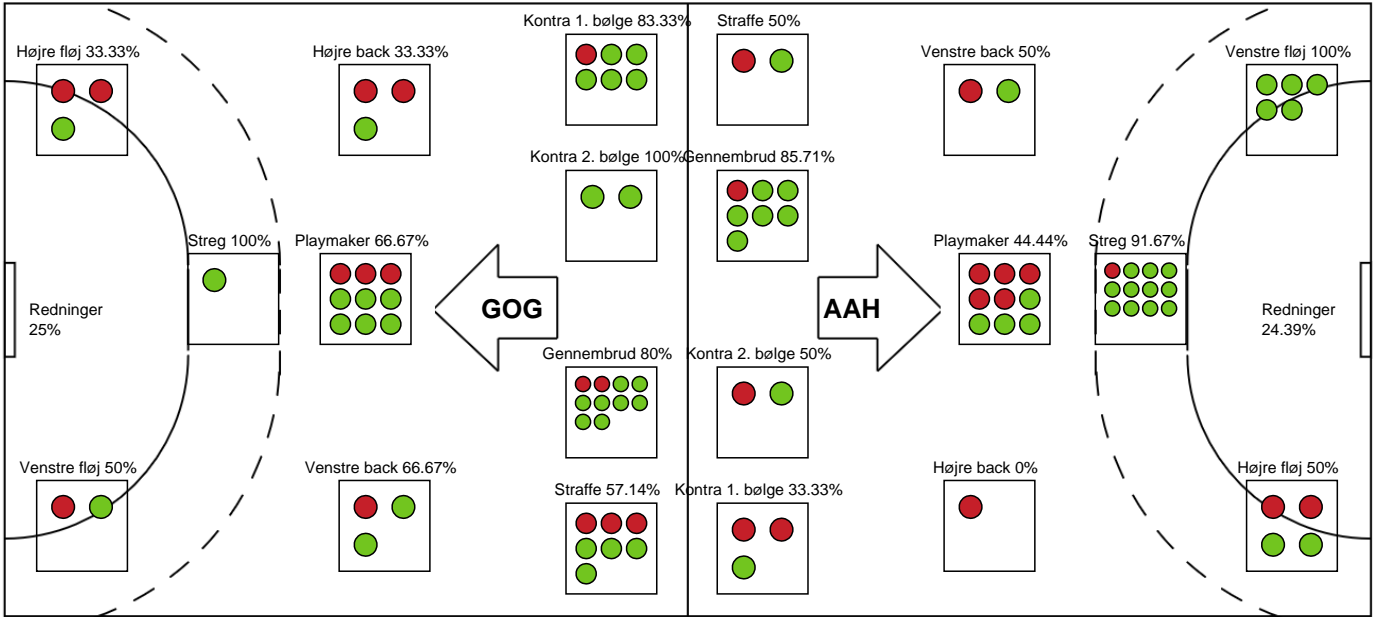 Kontra 1. bølge 83.33%
Straffe 50%
Højre fløj 33.33%
Højre back 33.33%
Venstre back 50%
Venstre fløj 100%
Kontra 2. bølge 100%
Gennembrud 85.71%
Streg 100%
Playmaker 66.67%
Playmaker 44.44%
Streg 91.67%
Redninger
25%
GOG
AAH
Redninger
24.39%
Gennembrud 80%
Kontra 2. bølge 50%
Venstre fløj 50%
Venstre back 66.67%
Højre back 0%
Højre fløj 50%
Straffe 57.14%
Kontra 1. bølge 33.33%